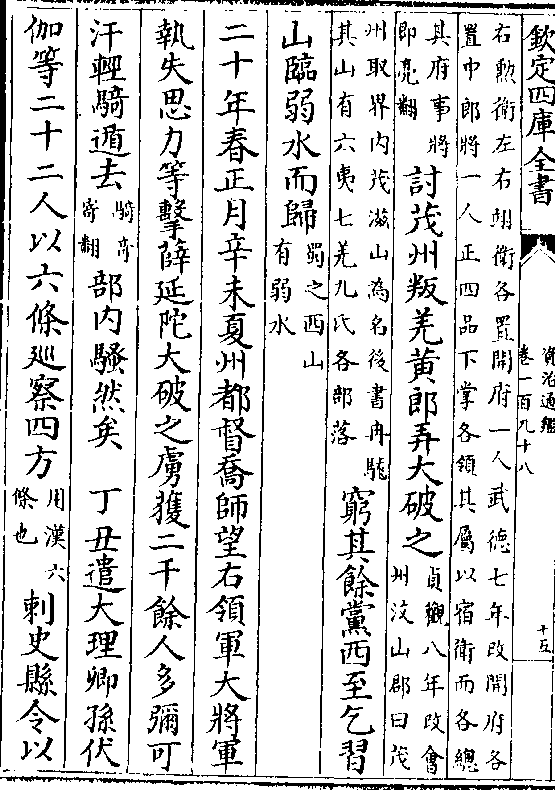 欽定四庫全書
資治通鑑
卷一百九十八
十五
右勲衛左右翊衛各置開府一人武德七年改開府各
置中郎將一人正四品下掌各領其屬以宿衛而各總
其府事將
即亮翻
討茂州叛羌黄郎弄大破之
貞觀八年改會
州汶山郡曰茂
州取界内茂滋山為名後書冉駹
其山有六夷七羌九氐各部落
窮其餘黨西至乞習
山臨弱水而歸
蜀之西山
有弱水
二十年春正月辛未夏州都督喬師望右領軍大將軍
執失思力等擊薛延陀大破之虜獲二千餘人多彌可
汗輕騎遁去
騎奇
寄翻
部内騷然矣
丁丑遣大理卿孫伏
伽等二十二人以六條廵察四方
用漢六
條也
刺史縣令以